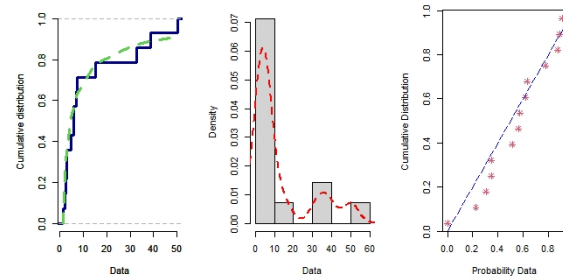 1.0
0.8
0.6
0.4
0.2
0.0
Cumulative distribution
0 10 20 30 40 50
Data
0.07
0.06
0.05
0.04
0.03
0.02
0.01
0.00
Density
0 10 20 30 40 50 60
Data
1.0
0.8
0.6
0.4
0.2
0.0
Cumulative Distribution
0.0 0.2 0.4 0.6 0.8
Probability Data